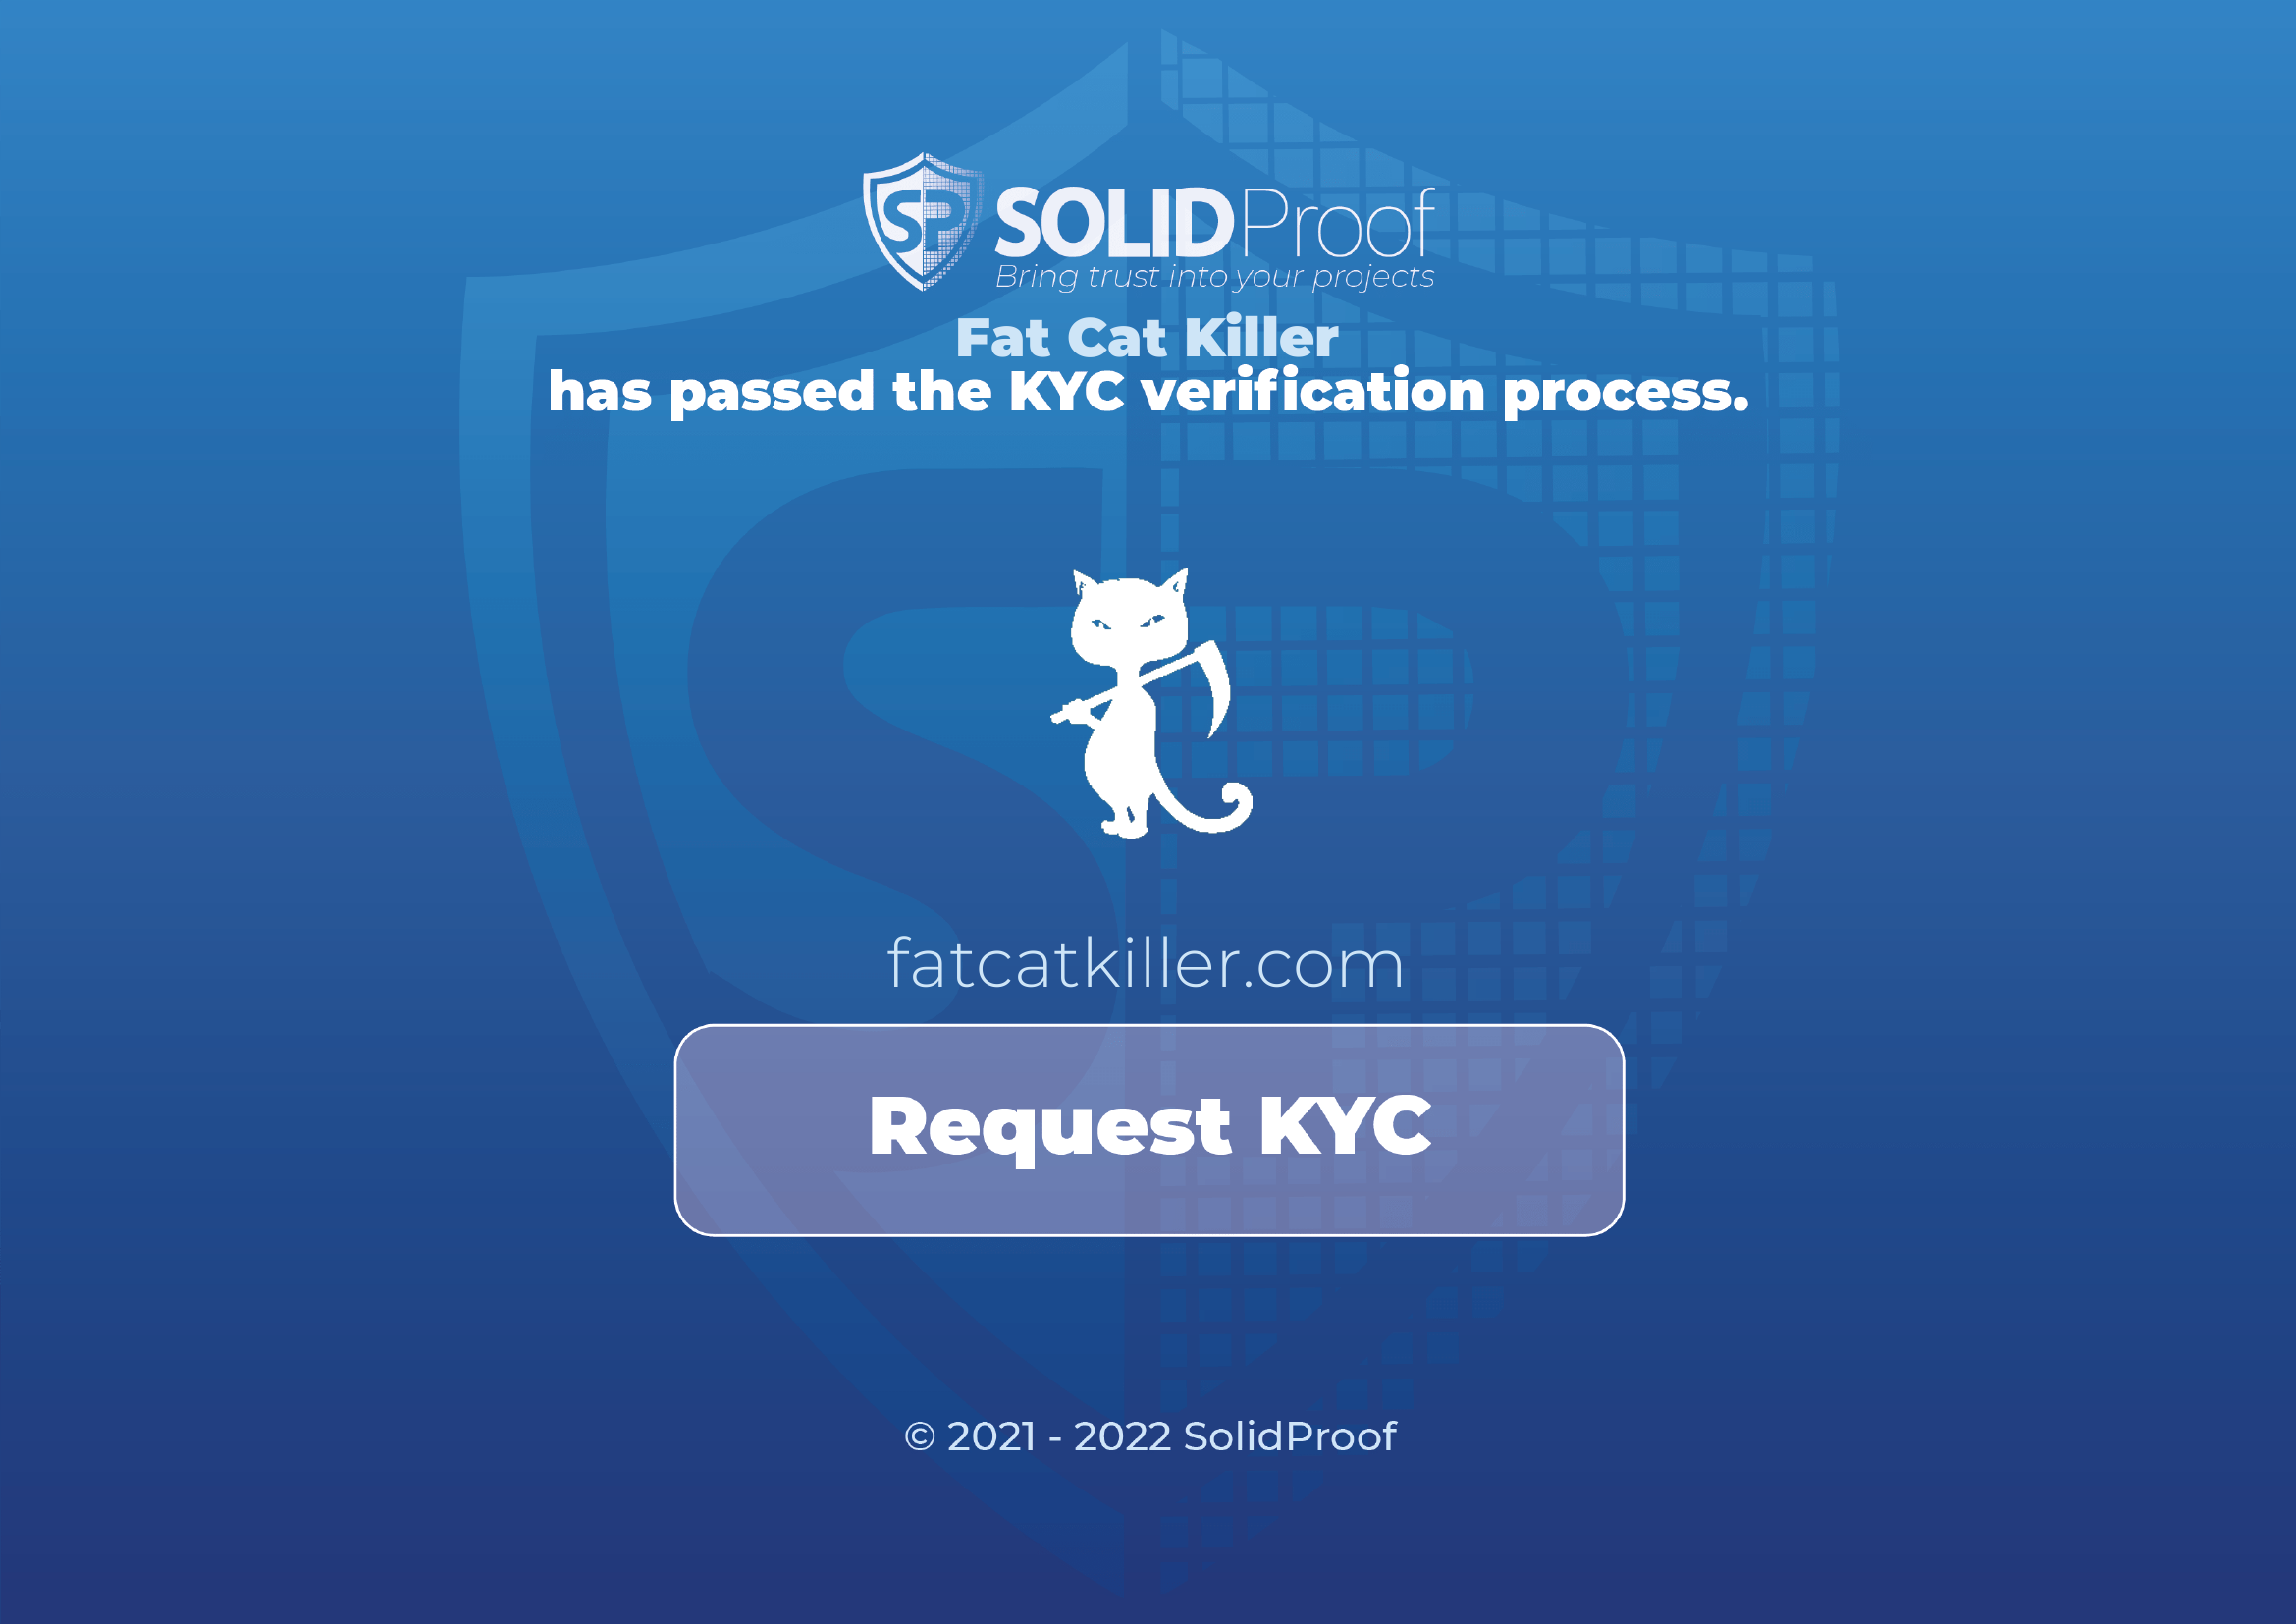 SP SOLIDProof
Bring trust into your projects
Fat Cat Killer
has passed the KYC verification process.
fatcatkiller.com
Request KYC
© 2021 - 2022 SolidProof